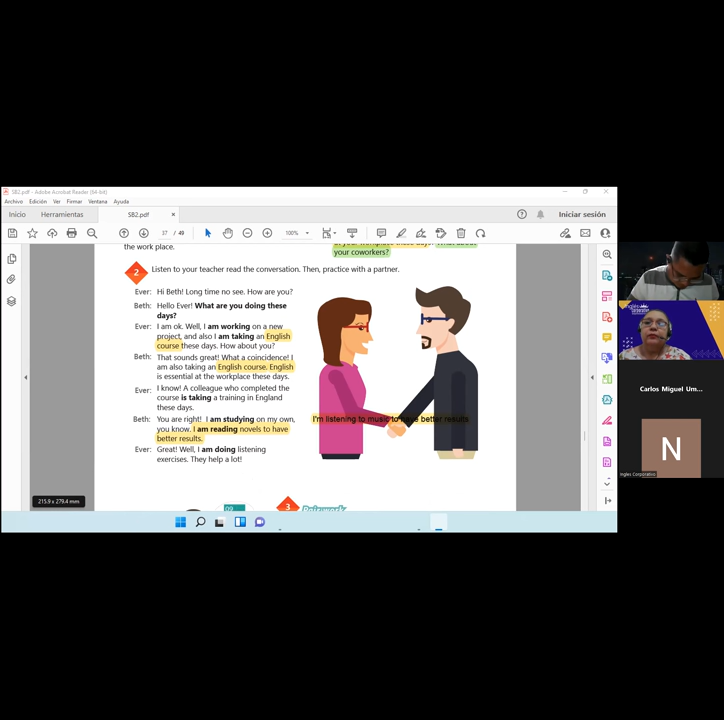 SB2.pdf - Adobe Acrobat Reader (64-bit)
Archivo Edición Ver Firmar Ventana Ayuda
Inicio Herramientas SB2.pdf × Iniciar sesión
37 / 49 100%
the work place.
your coworkers?
2 Listen to your teacher read the conversation. Then, practice with a partner.
Ever: Hi Beth! Long time no see. How are you?
Beth: Hello Ever! What are you doing these
days?
Ever: I am ok. Well, I am working on a new
project, and also I am taking an English
course these days. How about you?
Beth: That sounds great! What a coincidence! I
am also taking an English course. English
is essential at the workplace these days.
Ever: I know! A colleague who completed the
course is taking a training in England
these days.
Beth: You are right! I am studying on my own,
you know. I am reading novels to have
better results.
Ever: Great! Well, I am doing listening
exercises. They help a lot!
I'm listening to music to have better results
215.9 x 279.4 mm
09
3
Carlos Miguel Um...
N
Ingles Corporativo